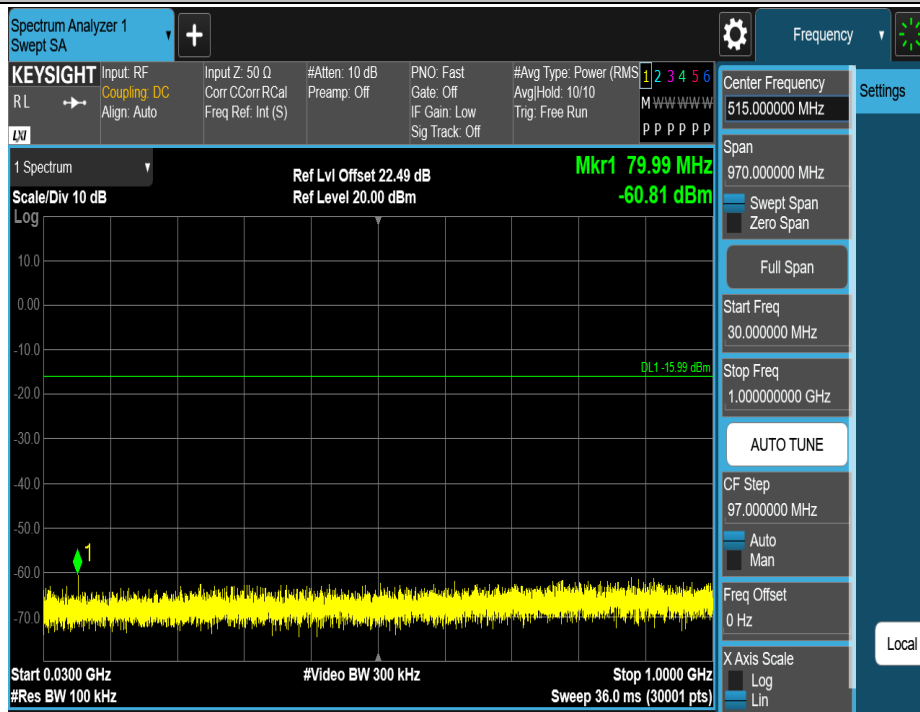 Spectrum Analyzer 1
Swept SA
+
Frequency
KEYSIGHT
RL
LXI
Input: RF
Coupling: DC
Align: Auto
Input Z: 50 Ω
Corr CCorr RCal
Freq Ref: Int (S)
#Atten: 10 dB
Preamp: Off
PNO: Fast
Gate: Off
IF Gain: Low
Sig Track: Off
#Avg Type: Power (RMS
Avg|Hold: 10/10
Trig: Free Run
1 2 3 4 5 6
M W W W W W
P P P P P P
1 Spectrum
Scale/Div 10 dB
Log
Ref Lvl Offset 22.49 dB
Ref Level 20.00 dBm
Mkr1 79.99 MHz
-60.81 dBm
10.0
0.00
-10.0
-20.0
-30.0
-40.0
-50.0
-60.0
-70.0
DL1 -15.99 dBm
1
Start 0.0300 GHz
#Res BW 100 kHz
#Video BW 300 kHz
Stop 1.0000 GHz
Sweep 36.0 ms (30001 pts)
Center Frequency
515.000000 MHz
Span
970.000000 MHz
Swept Span
Zero Span
Full Span
Start Freq
30.000000 MHz
Stop Freq
1.000000000 GHz
AUTO TUNE
CF Step
97.000000 MHz
Auto
Man
Freq Offset
0 Hz
X Axis Scale
Log
Lin
Settings
Local